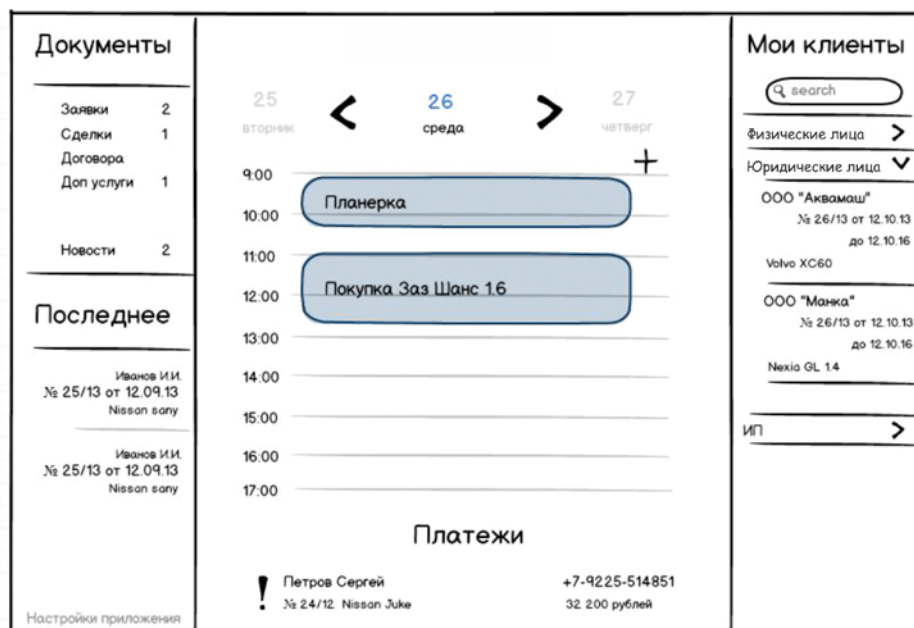 Документы
Заявки 2
Сделки 1
Договора
Доп услуги 1
Новости 2
Последнее
Иванов И.И.
№ 25/13 от 12.09.13
Nissan sany
Иванов И.И.
№ 25/13 от 12.09.13
Nissan sany
Настройки приложения
25 26 27
вторник среда четверг
9:00
Планерка
10:00
11:00
Покупка Заз Шанс 1.6
12:00
13:00
14:00
15:00
16:00
17:00
Платежи
! Петров Сергей +7-9225-514851
№ 24/12 Nissan Juke 32 200 рублей
Мои клиенты
search
Физические лица
Юридические лица
ООО "Аквамаш"
№ 26/13 от 12.10.13
до 12.10.16
Volvo XC60
ООО "Манка"
№ 26/13 от 12.10.13
до 12.10.16
Nexia GL 1.4
ИП